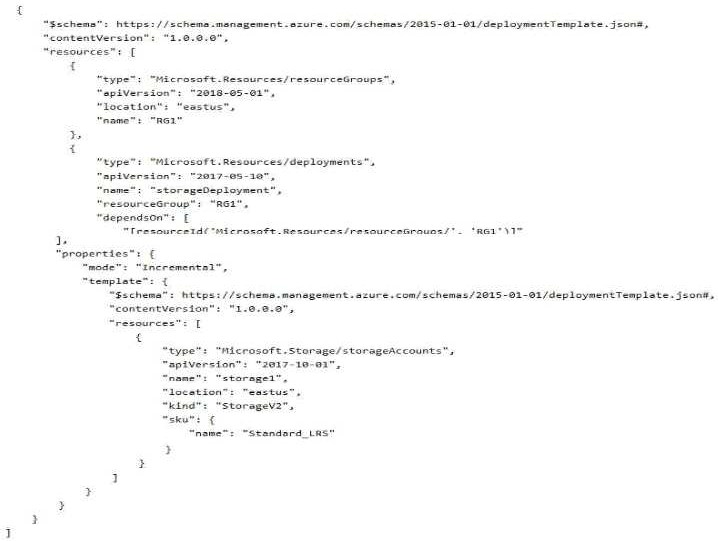 {
"$schema": https://schema.management.azure.com/schemas/2015-01-01/deploymentTemplate.json#,
"contentVersion": "1.0.0.0",
"resources": [
{
"type": "Microsoft.Resources/resourceGroups",
"apiVersion": "2018-05-01",
"location": "eastus",
"name": "RG1"
},
{
"type": "Microsoft.Resources/deployments",
"apiVersion": "2017-05-10",
"name": "storageDeployment",
"resourceGroup": "RG1",
"dependsOn": [
"[resourceId('Microsoft.Resources/resourceGroups/', 'RG1')]"
],
"properties": {
"mode": "Incremental",
"template": {
"$schema": https://schema.management.azure.com/schemas/2015-01-01/deploymentTemplate.json#,
"contentVersion": "1.0.0.0",
"resources": [
{
"type": "Microsoft.Storage/storageAccounts",
"apiVersion": "2017-10-01",
"name": "storage1",
"location": "eastus",
"kind": "StorageV2",
"sku": {
"name": "Standard_LRS"
}
}
]
}
}
}
]